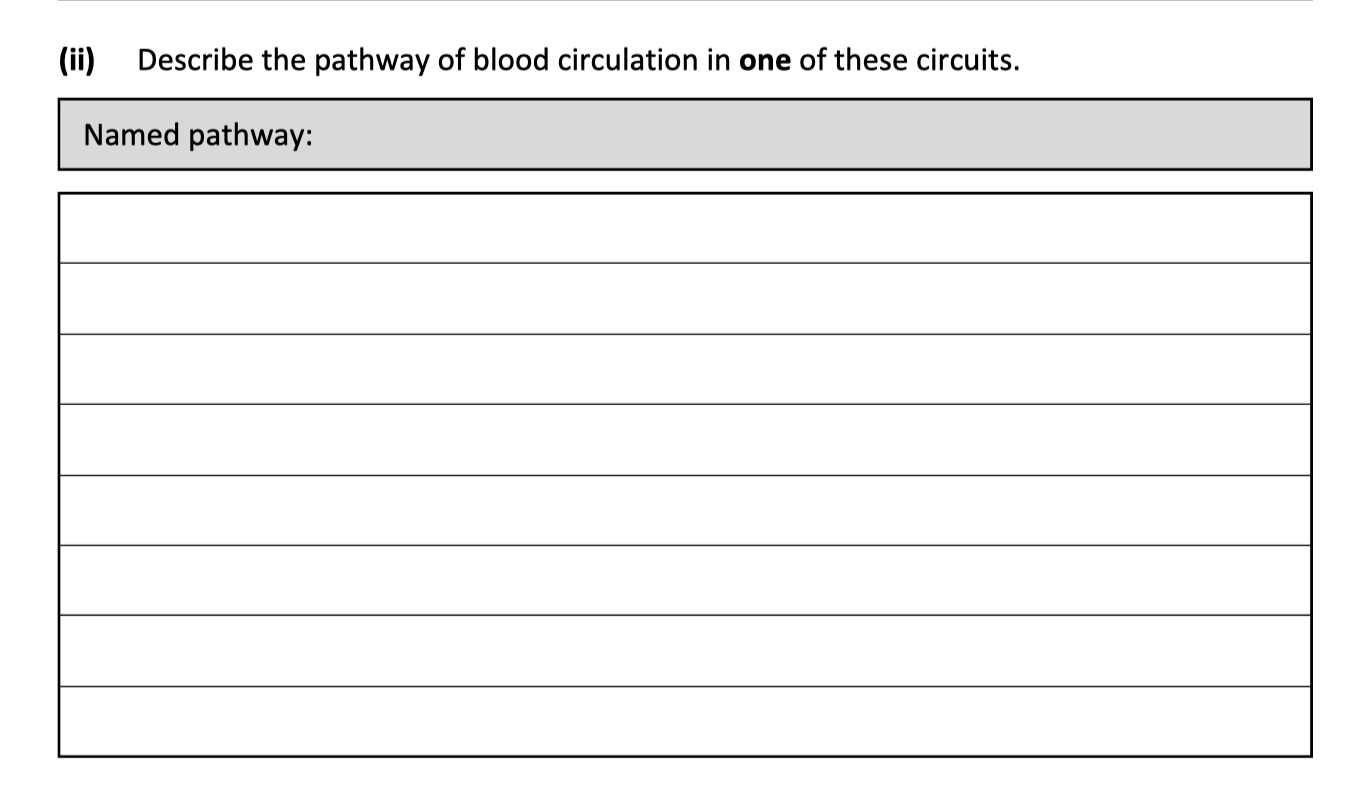 (ii) Describe the pathway of blood circulation in one of these circuits.
Named pathway: